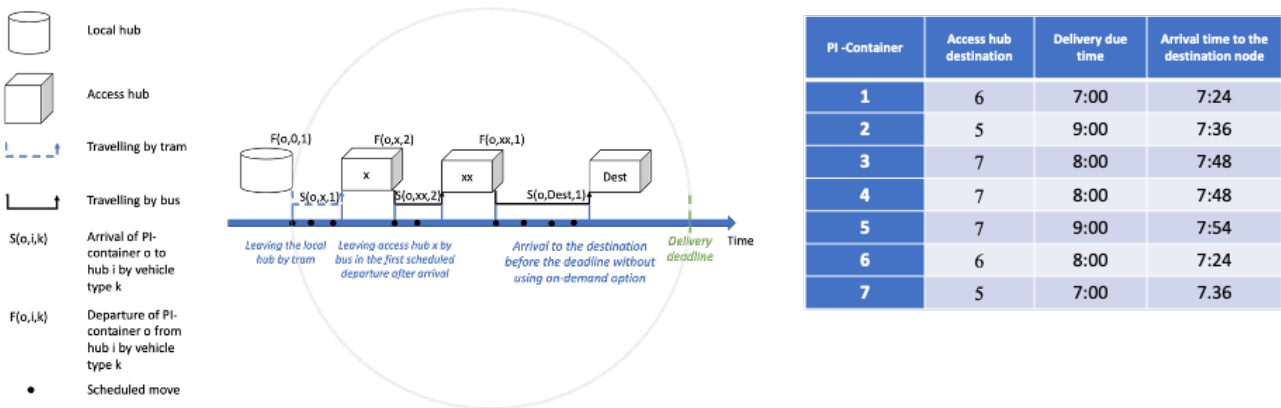 Local hub
Access hub
Travelling by tram
Travelling by bus
S(o,i,k)
Arrival of PI-
container o to
hub i by vehicle
type k
F(o,i,k)
Departure of PI-
container o from
hub i by vehicle
type k
Scheduled move
F(o,0,1)
F(o,x,2)
F(o,xx,1)
x
xx
Dest
S(o,x,1)
S(o,xx,2)
S(o,Dest,1)
Time
Leaving the local
hub by tram
Leaving access hub x by
bus in the first scheduled
departure after arrival
Arrival to the destination
before the deadline without
using on-demand option
Delivery
deadline
PI -Container Access hub destination Delivery due time Arrival time to the destination node
1 6 7:00 7:24
2 5 9:00 7:36
3 7 8:00 7:48
4 7 8:00 7:48
5 7 9:00 7:54
6 6 8:00 7:24
7 5 7:00 7.36